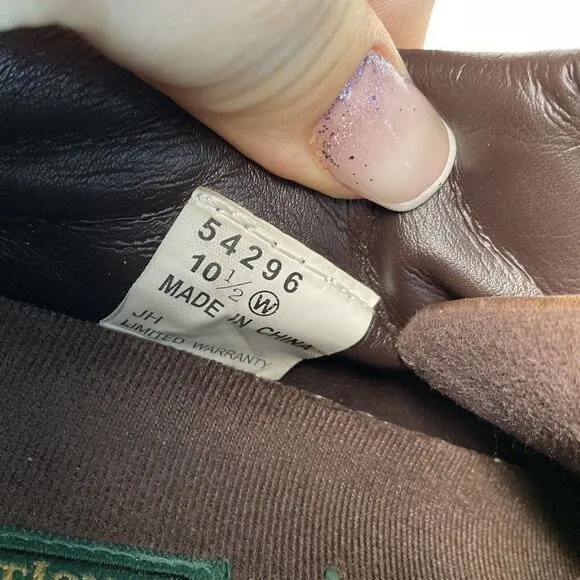 54296
10 1/2 W
MADE IN CHINA
JH
LIMITED WARRANTY